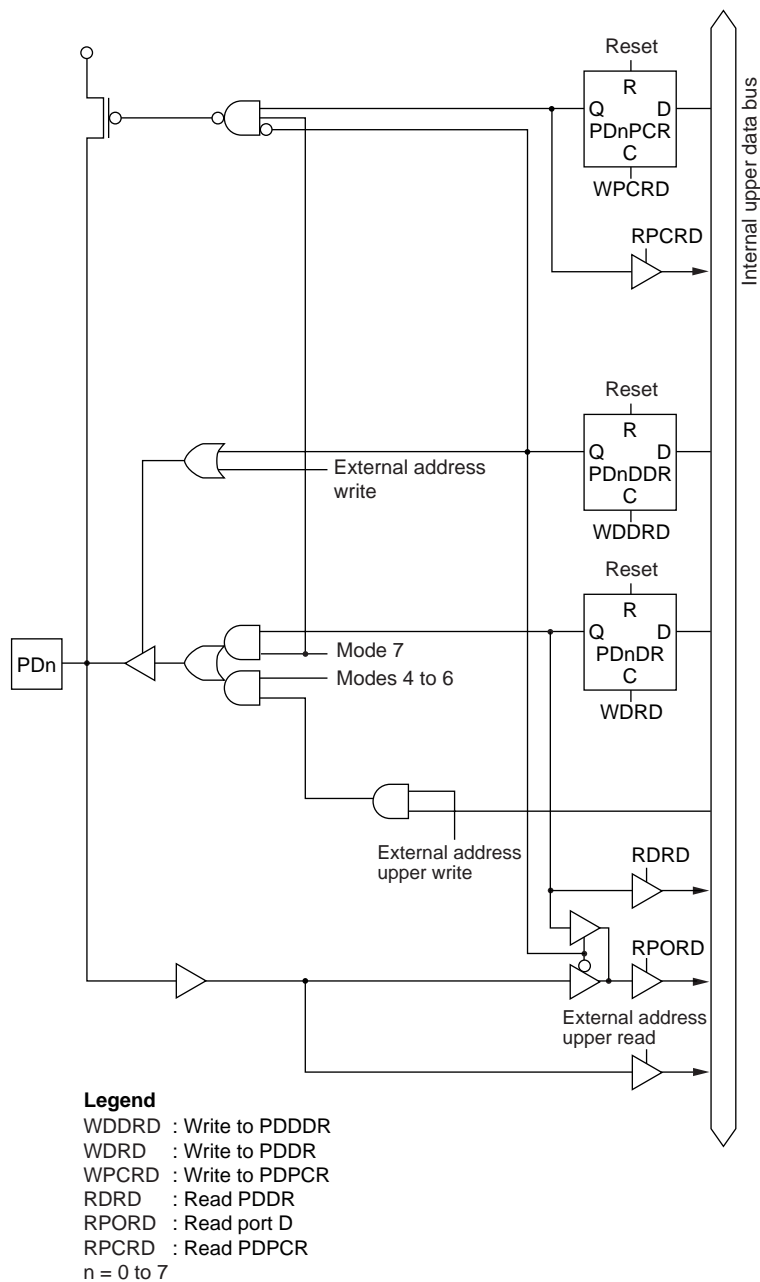 Reset
R
Q D
PDnPCR
C
WPCRD
RPCRD
Internal upper data bus
Reset
R
Q D
PDnDDR
C
WDDRD
External address
write
Reset
R
Q D
PDnDR
C
WDRD
PDn
Mode 7
Modes 4 to 6
External address
upper write
RDRD
RPORD
External address
upper read
Legend
WDDRD : Write to PDDDR
WDRD : Write to PDDR
WPCRD : Write to PDPCR
RDRD : Read PDDR
RPORD : Read port D
RPCRD : Read PDPCR
n = 0 to 7